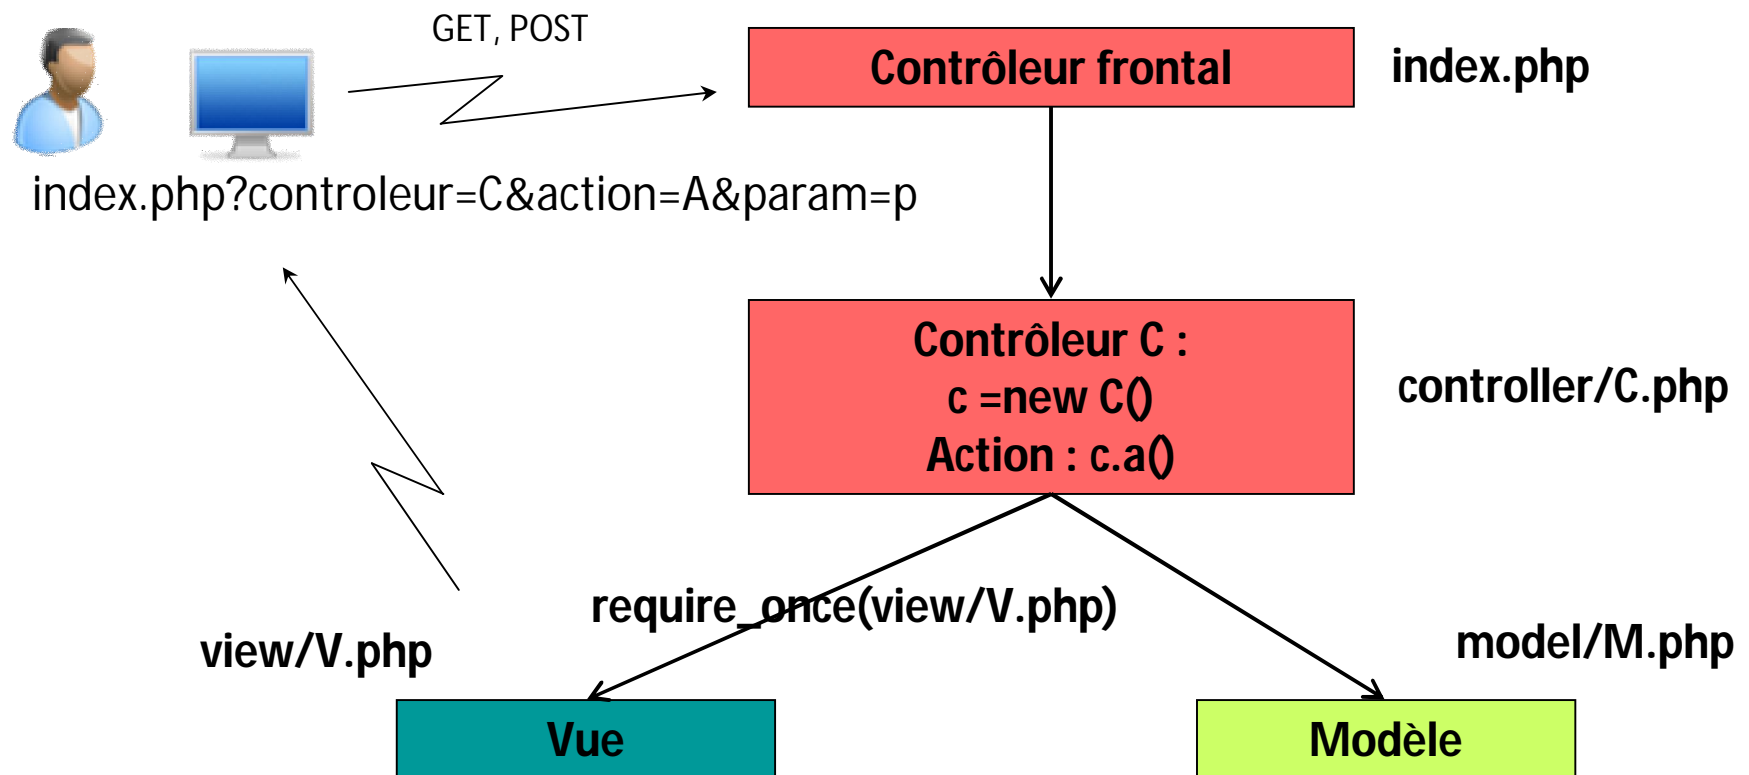 GET, POST
Contrôleur frontal
index.php
index.php?controleur=C&action=A&param=p
Contrôleur C :
c =new C()
Action : c.a()
controller/C.php
require_once(view/V.php)
view/V.php
model/M.php
Vue
Modèle